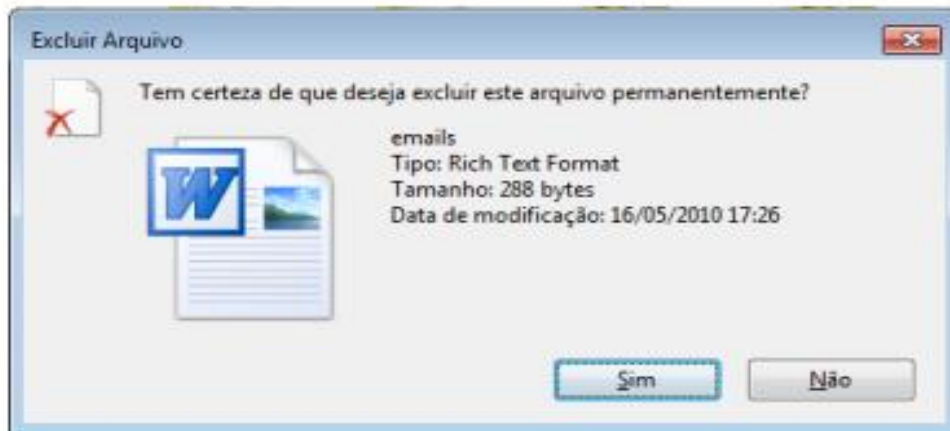 Excluir Arquivo
Tem certeza de que deseja excluir este arquivo permanentemente?
emails
Tipo: Rich Text Format
Tamanho: 288 bytes
Data de modificação: 16/05/2010 17:26
W
Sim
Não